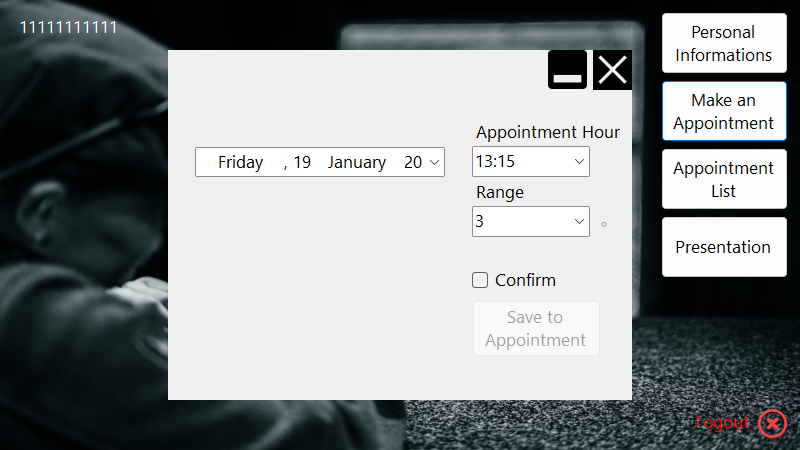 11111111111
Personal
Informations
Make an
Appointment
Appointment
List
Presentation
Appointment Hour
Friday , 19 January 20
13:15
Range
3
Confirm
Save to
Appointment
Logout